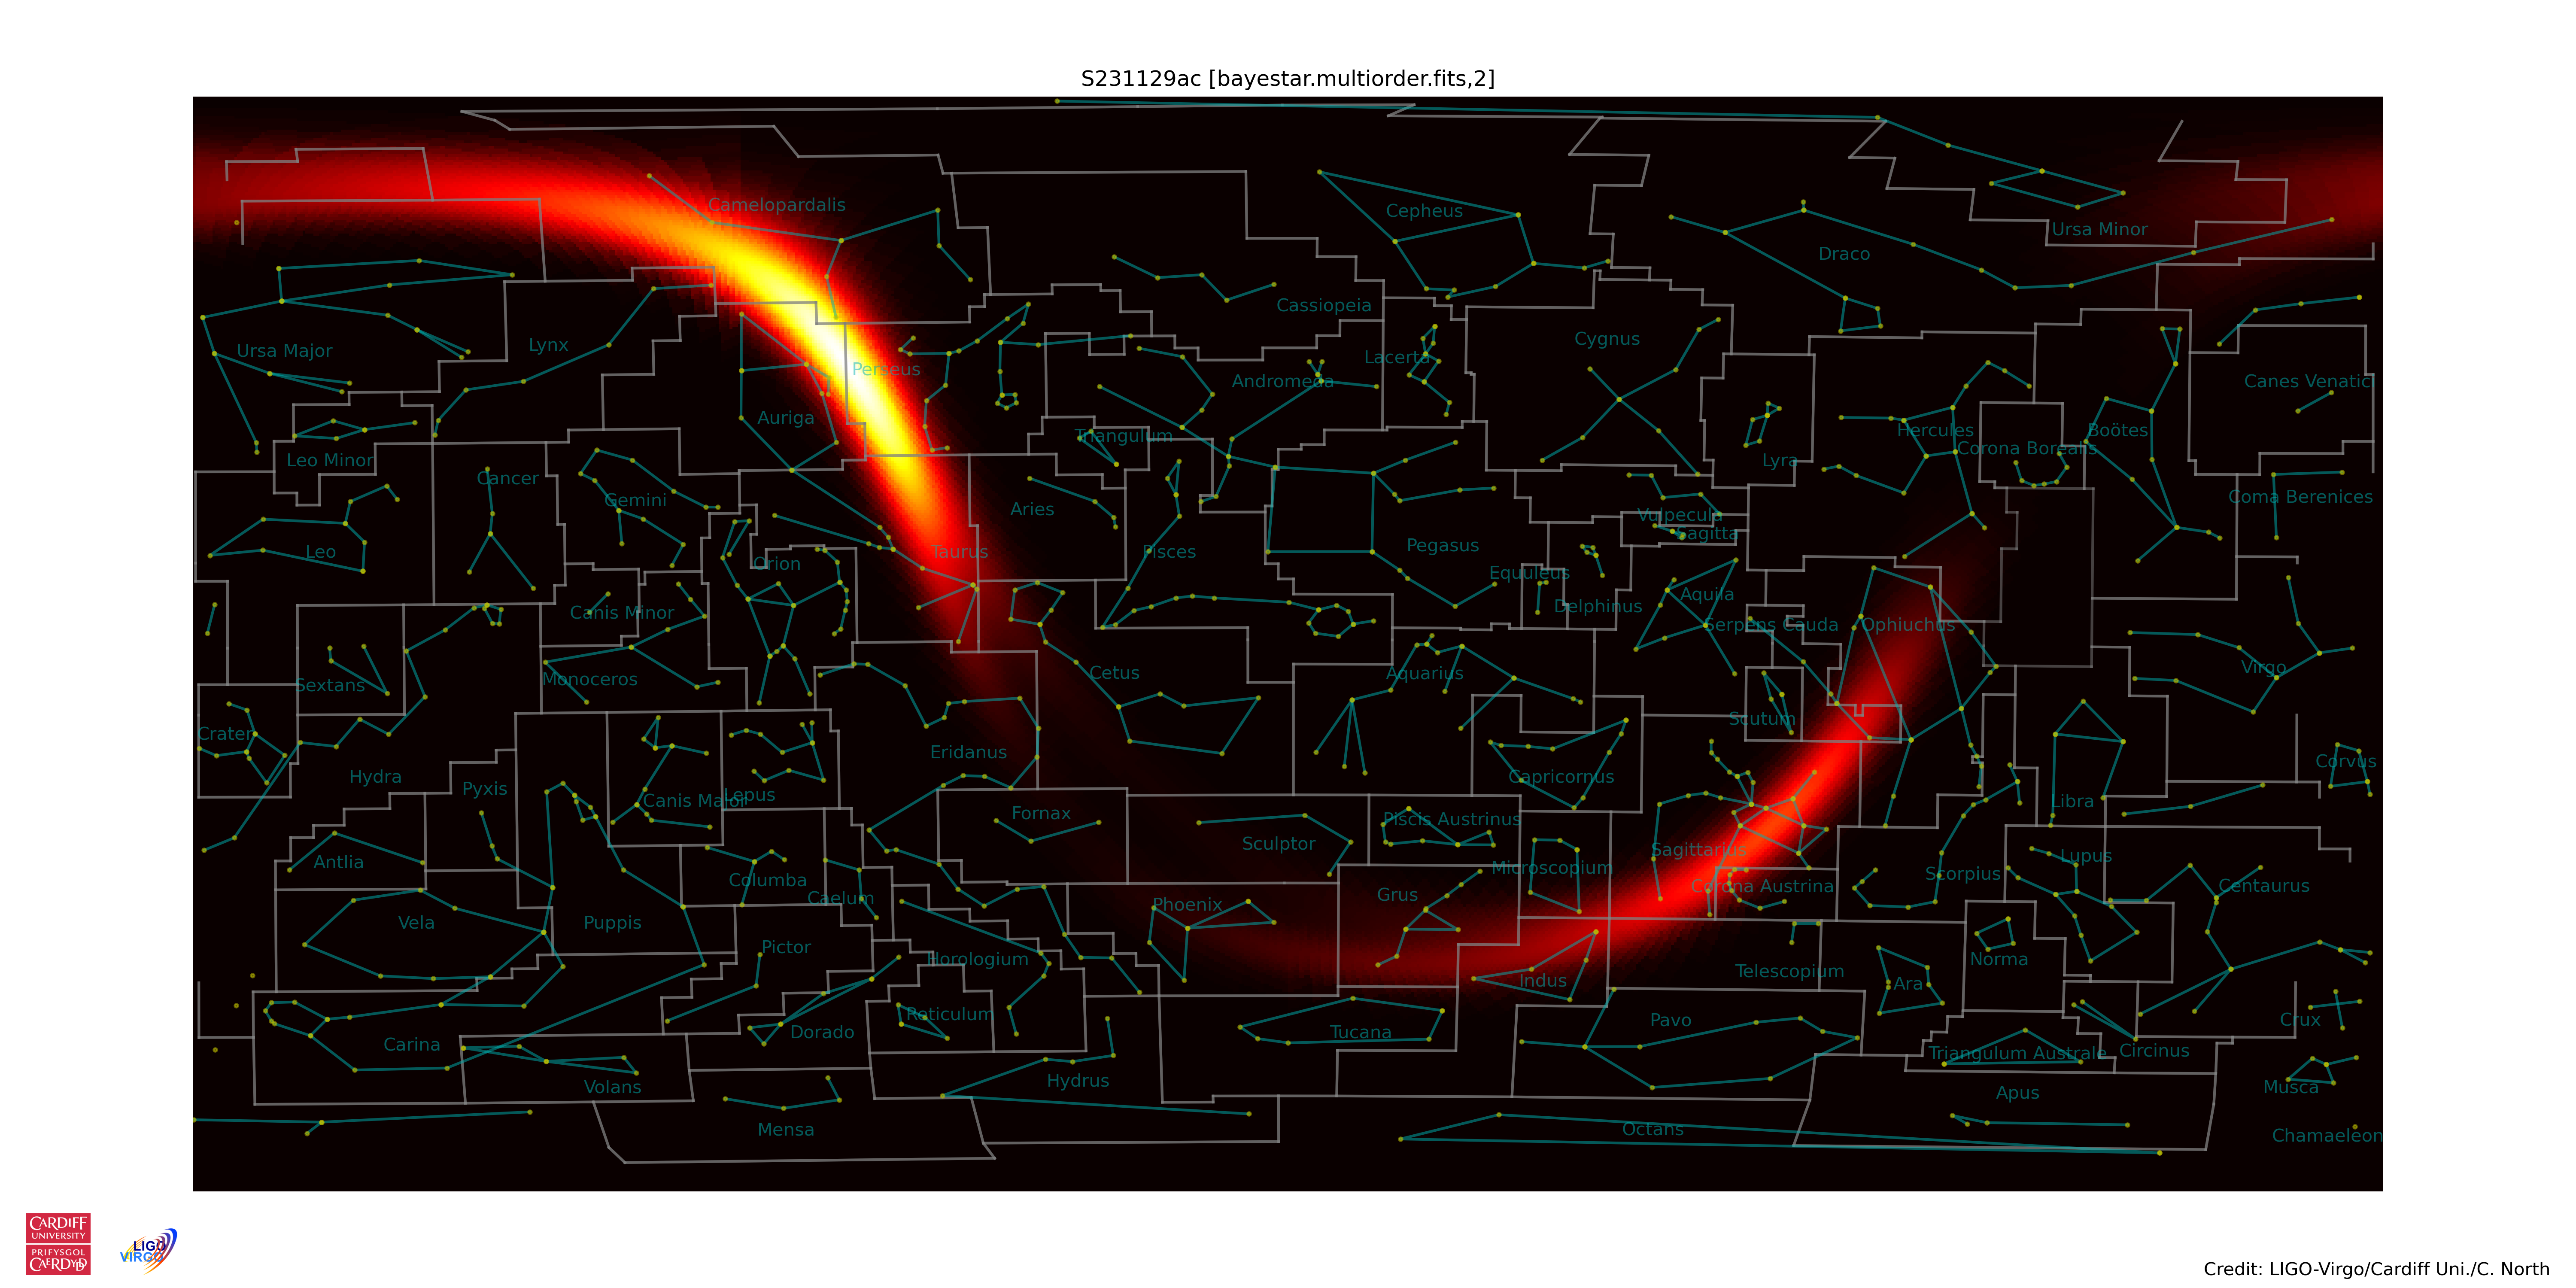 S231129ac [bayestar.multiorder.fits,2]
Camelopardalis
Cepheus
Ursa Minor
Draco
Cassiopeia
Ursa Major
Lynx
Perseus
Lacerta
Cygnus
Andromeda
Canes Venatici
Auriga
Triangulum
Hercules
Boötes
Corona Borealis
Leo Minor
Lyra
Cancer
Gemini
Coma Berenices
Aries
Vulpecula
Sagitta
Leo
Orion
Taurus
Pisces
Pegasus
Equuleus
Canis Minor
Delphinus
Aquila
Serpens Cauda
Ophiuchus
Sextans
Monoceros
Cetus
Aquarius
Virgo
Crater
Scutum
Eridanus
Hydra
Capricornus
Corvus
Pyxis
Canis Major
Lepus
Libra
Fornax
Piscis Austrinus
Sculptor
Antlia
Sagittarius
Lupus
Microscopium
Columba
Caelum
Grus
Corona Austrina
Scorpius
Centaurus
Phoenix
Vela
Puppis
Pictor
Horologium
Indus
Telescopium
Ara
Norma
Reticulum
Dorado
Tucana
Pavo
Crux
Carina
Triangulum Australe
Circinus
Volans
Hydrus
Apus
Musca
Mensa
Octans
Chamaeleon
CARDIFF
UNIVERSITY
PRIFYSGOL
CAERDYDD
LIGO
VIRGO
Credit: LIGO-Virgo/Cardiff Uni./C. North